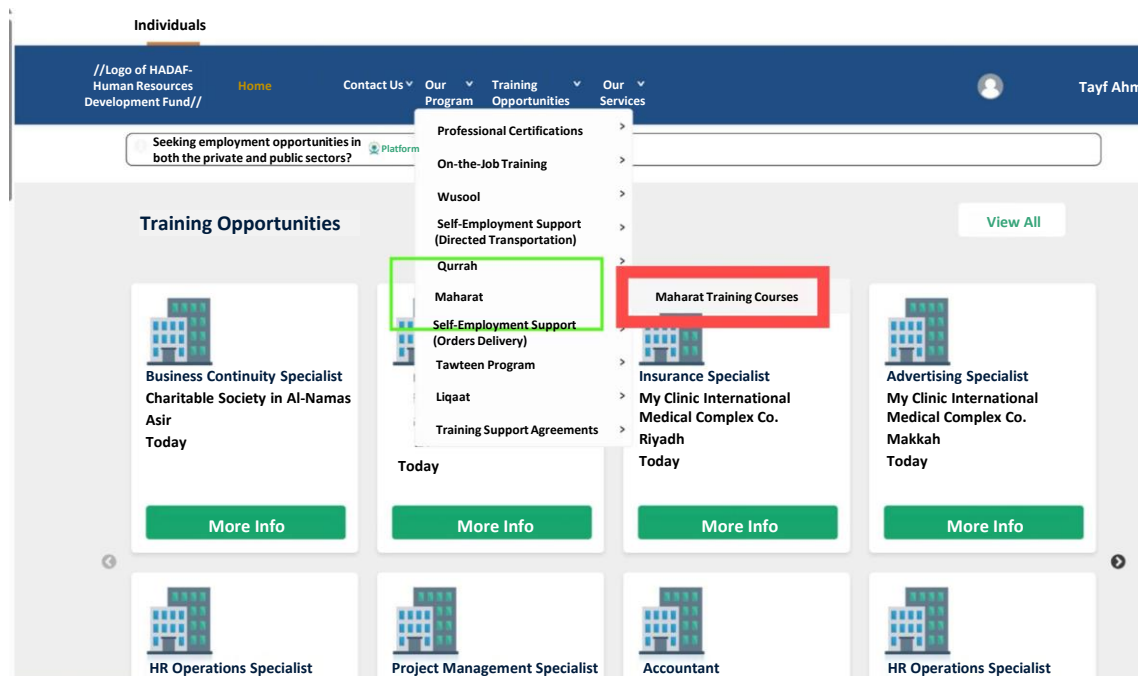 Individuals
//Logo of HADAF-
Human Resources
Development Fund//
Home
Contact Us
Our
Program
Training
Opportunities
Our
Services
Tayf Ahm
Seeking employment opportunities in
both the private and public sectors?
Platform
Professional Certifications
On-the-Job Training
Wusool
Self-Employment Support
(Directed Transportation)
Qurrah
Maharat
Maharat Training Courses
Self-Employment Support
(Orders Delivery)
Tawteen Program
Liqaat
Training Support Agreements
Training Opportunities
View All
Business Continuity Specialist
Charitable Society in Al-Namas
Asir
Today
More Info
Today
More Info
Insurance Specialist
My Clinic International
Medical Complex Co.
Riyadh
Today
More Info
Advertising Specialist
My Clinic International
Medical Complex Co.
Makkah
Today
More Info
HR Operations Specialist
Project Management Specialist
Accountant
HR Operations Specialist